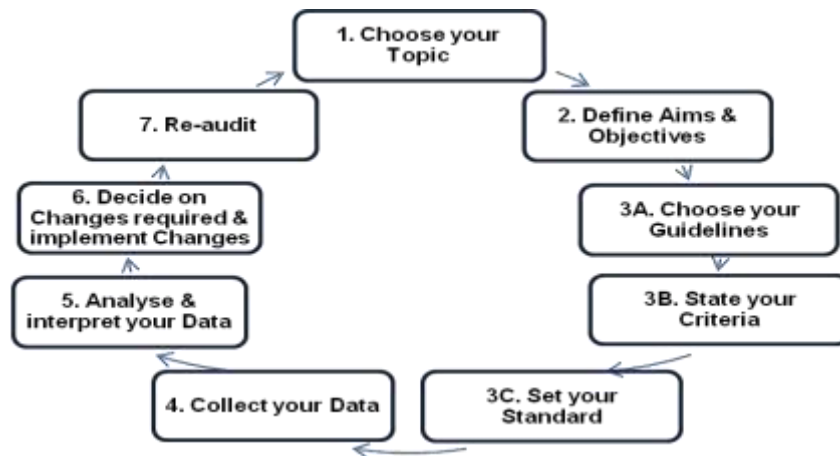 1. Choose your
Topic
2. Define Aims &
Objectives
3A. Choose your
Guidelines
3B. State your
Criteria
3C. Set your
Standard
4. Collect your Data
5. Analyse &
interpret your Data
6. Decide on
Changes required &
implement Changes
7. Re-audit